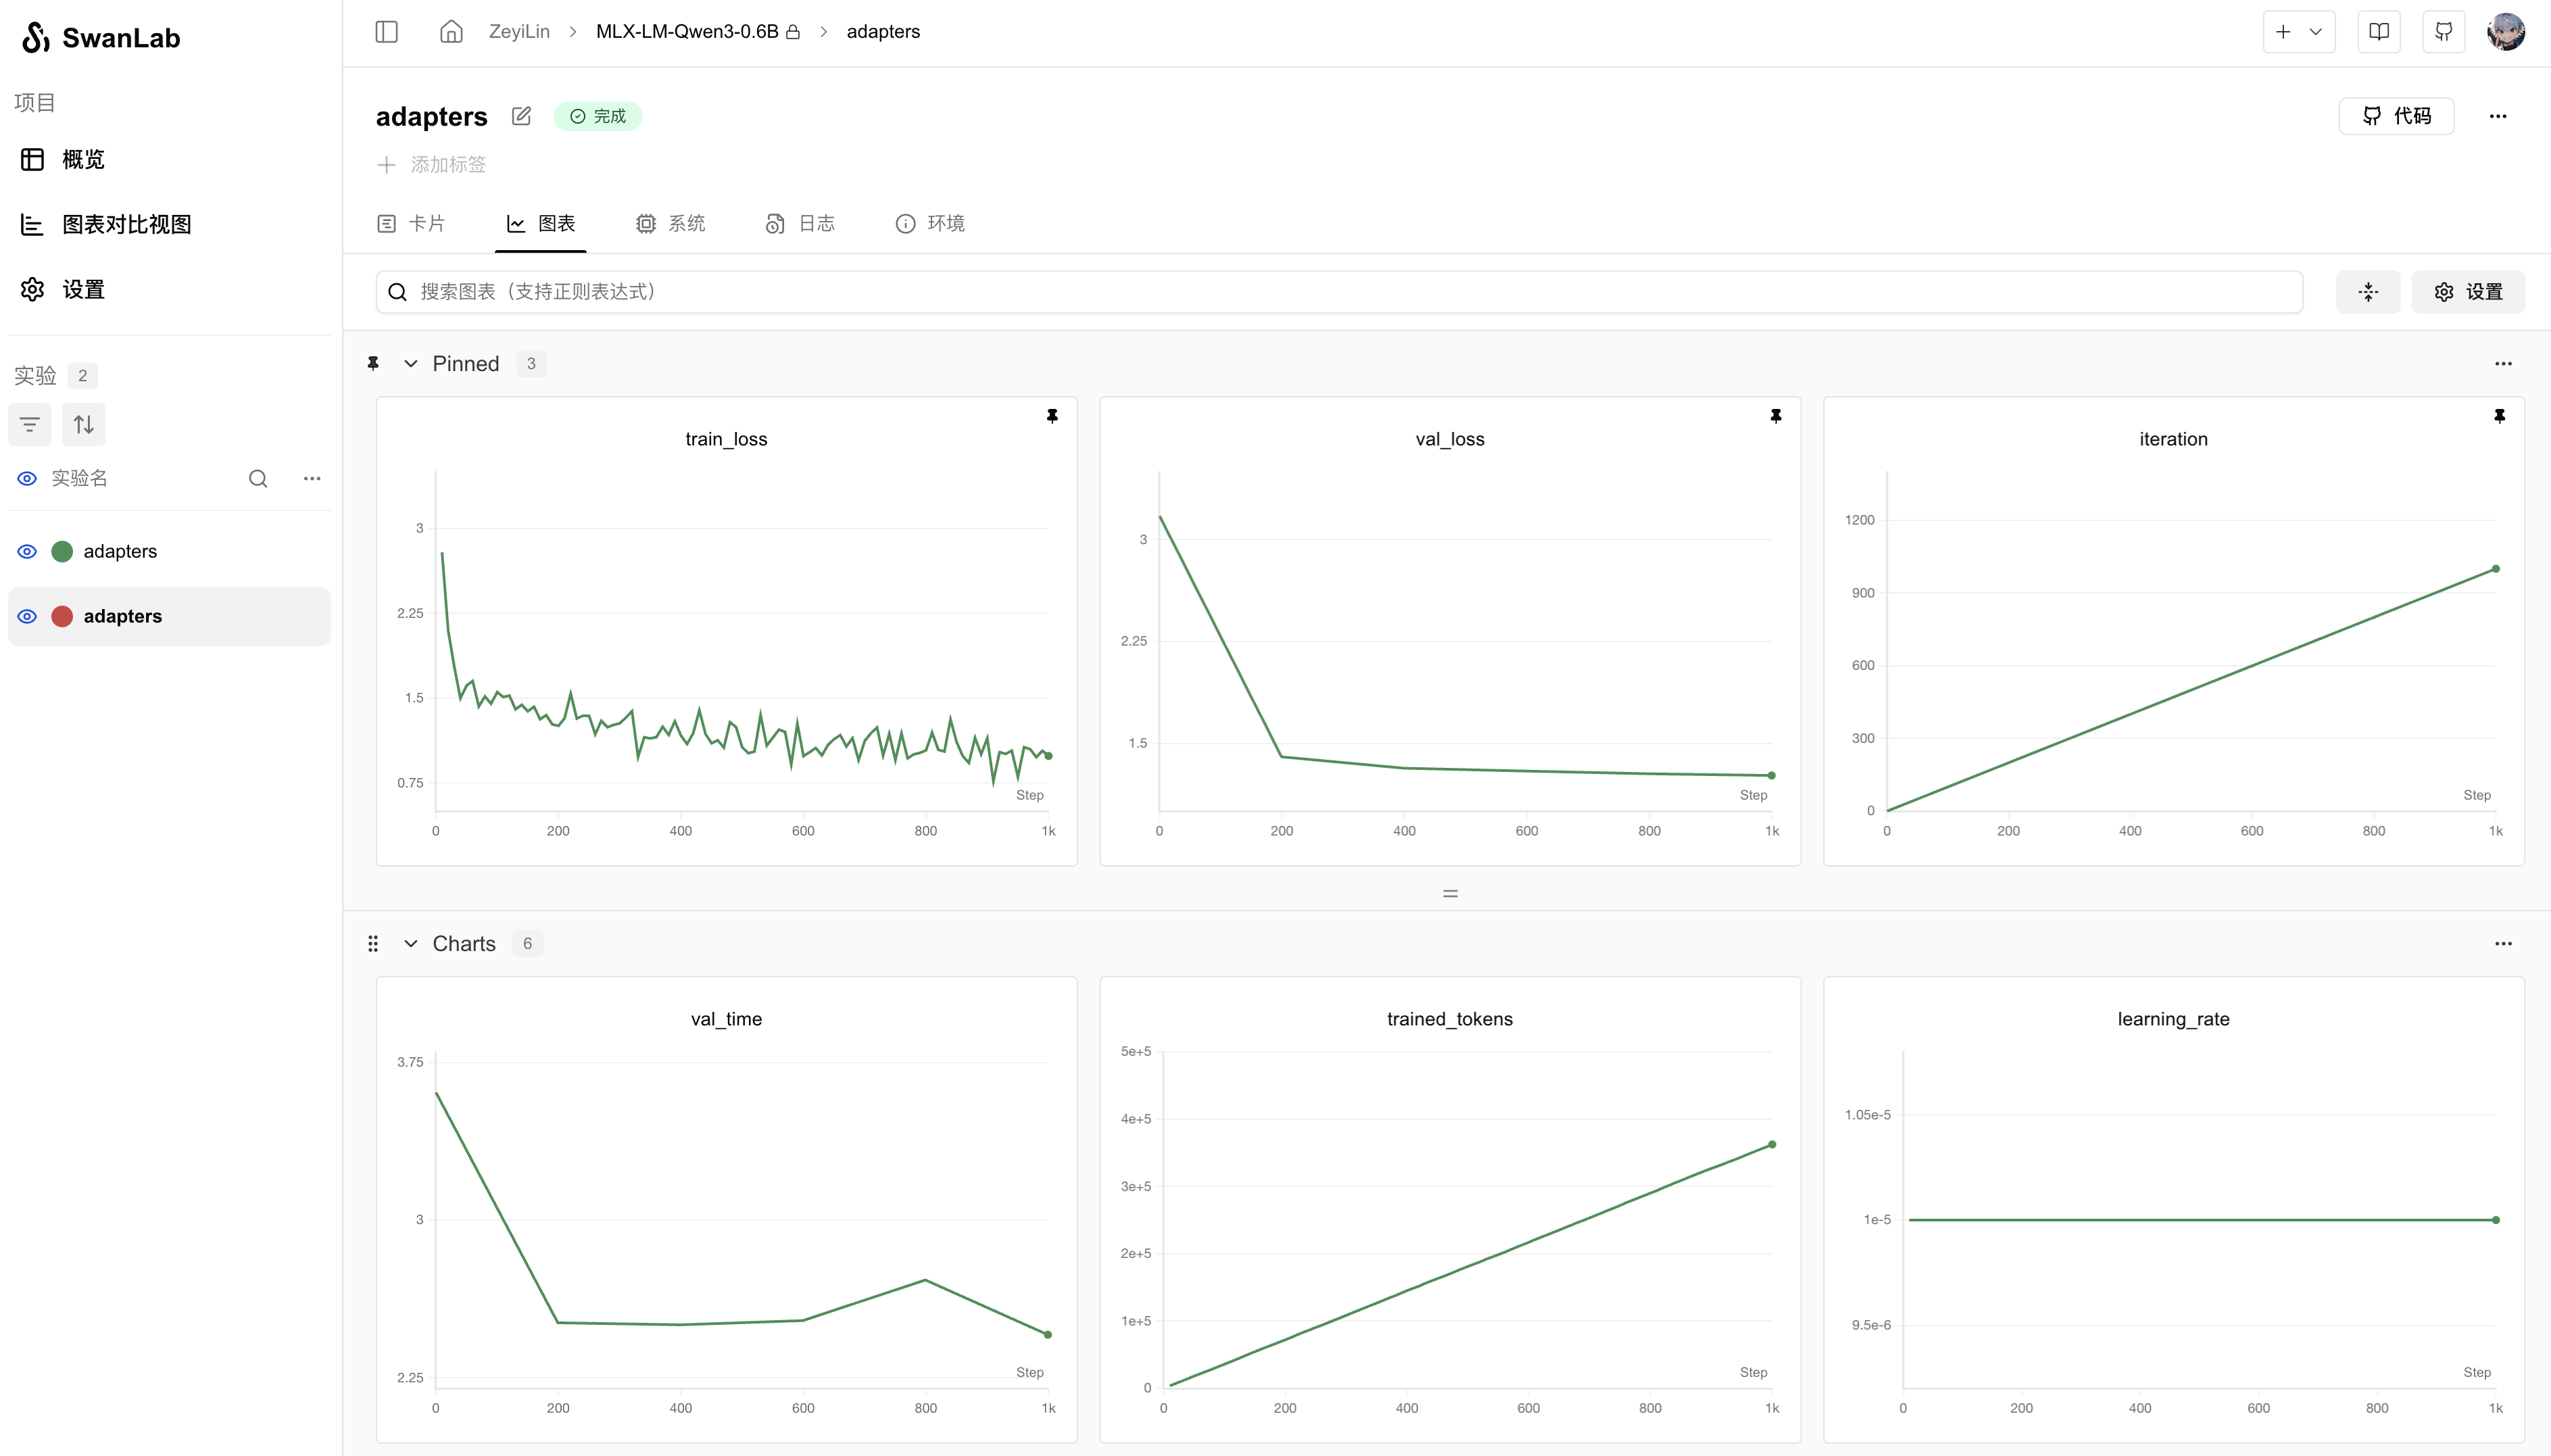 SwanLab
项目
概览
图表对比视图
设置
实验 2
实验名
adapters
adapters
ZeyiLin > MLX-LM-Qwen3-0.6B > adapters
adapters 完成
代码
添加标签
卡片 图表 系统 日志 环境
搜索图表（支持正则表达式）
设置
Pinned 3
train_loss
3
2.25
1.5
0.75
Step
0 200 400 600 800 1k
val_loss
3
2.25
1.5
Step
0 200 400 600 800 1k
iteration
1200
900
600
300
0
Step
0 200 400 600 800 1k
Charts 6
val_time
3.75
3
2.25
Step
0 200 400 600 800 1k
trained_tokens
5e+5
4e+5
3e+5
2e+5
1e+5
0
Step
0 200 400 600 800 1k
learning_rate
1.05e-5
1e-5
9.5e-6
Step
0 200 400 600 800 1k